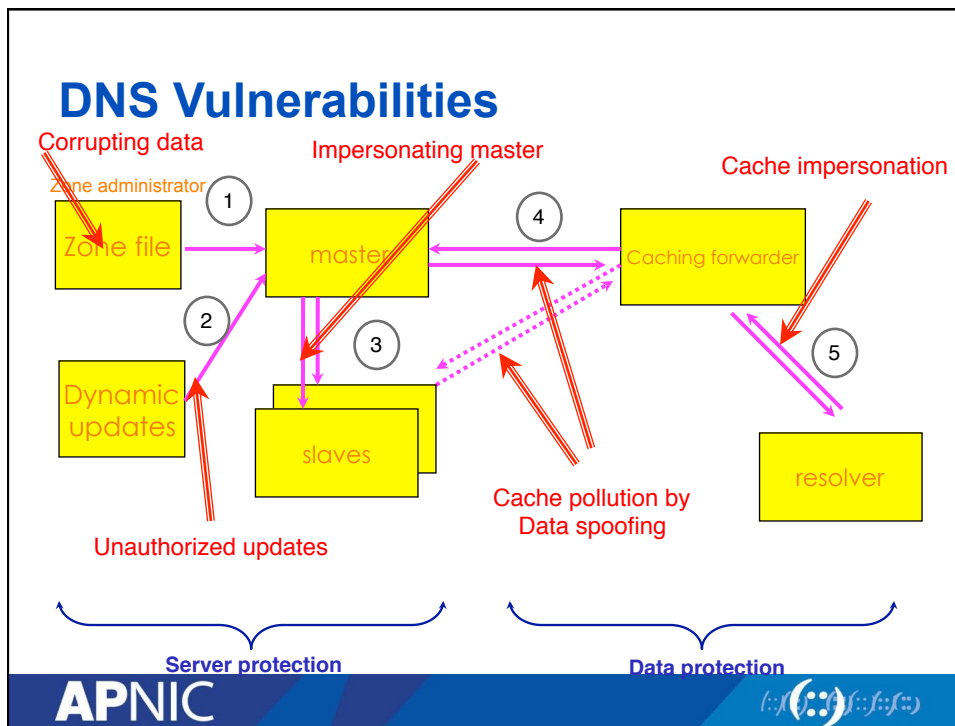 DNS Vulnerabilities
Corrupting data
Impersonating master
Cache impersonation
Zone administrator
1
4
Zone file
master
Caching forwarder
2
3
5
Dynamic
updates
slaves
resolver
Cache pollution by
Data spoofing
Unauthorized updates
Server protection
Data protection
APNIC